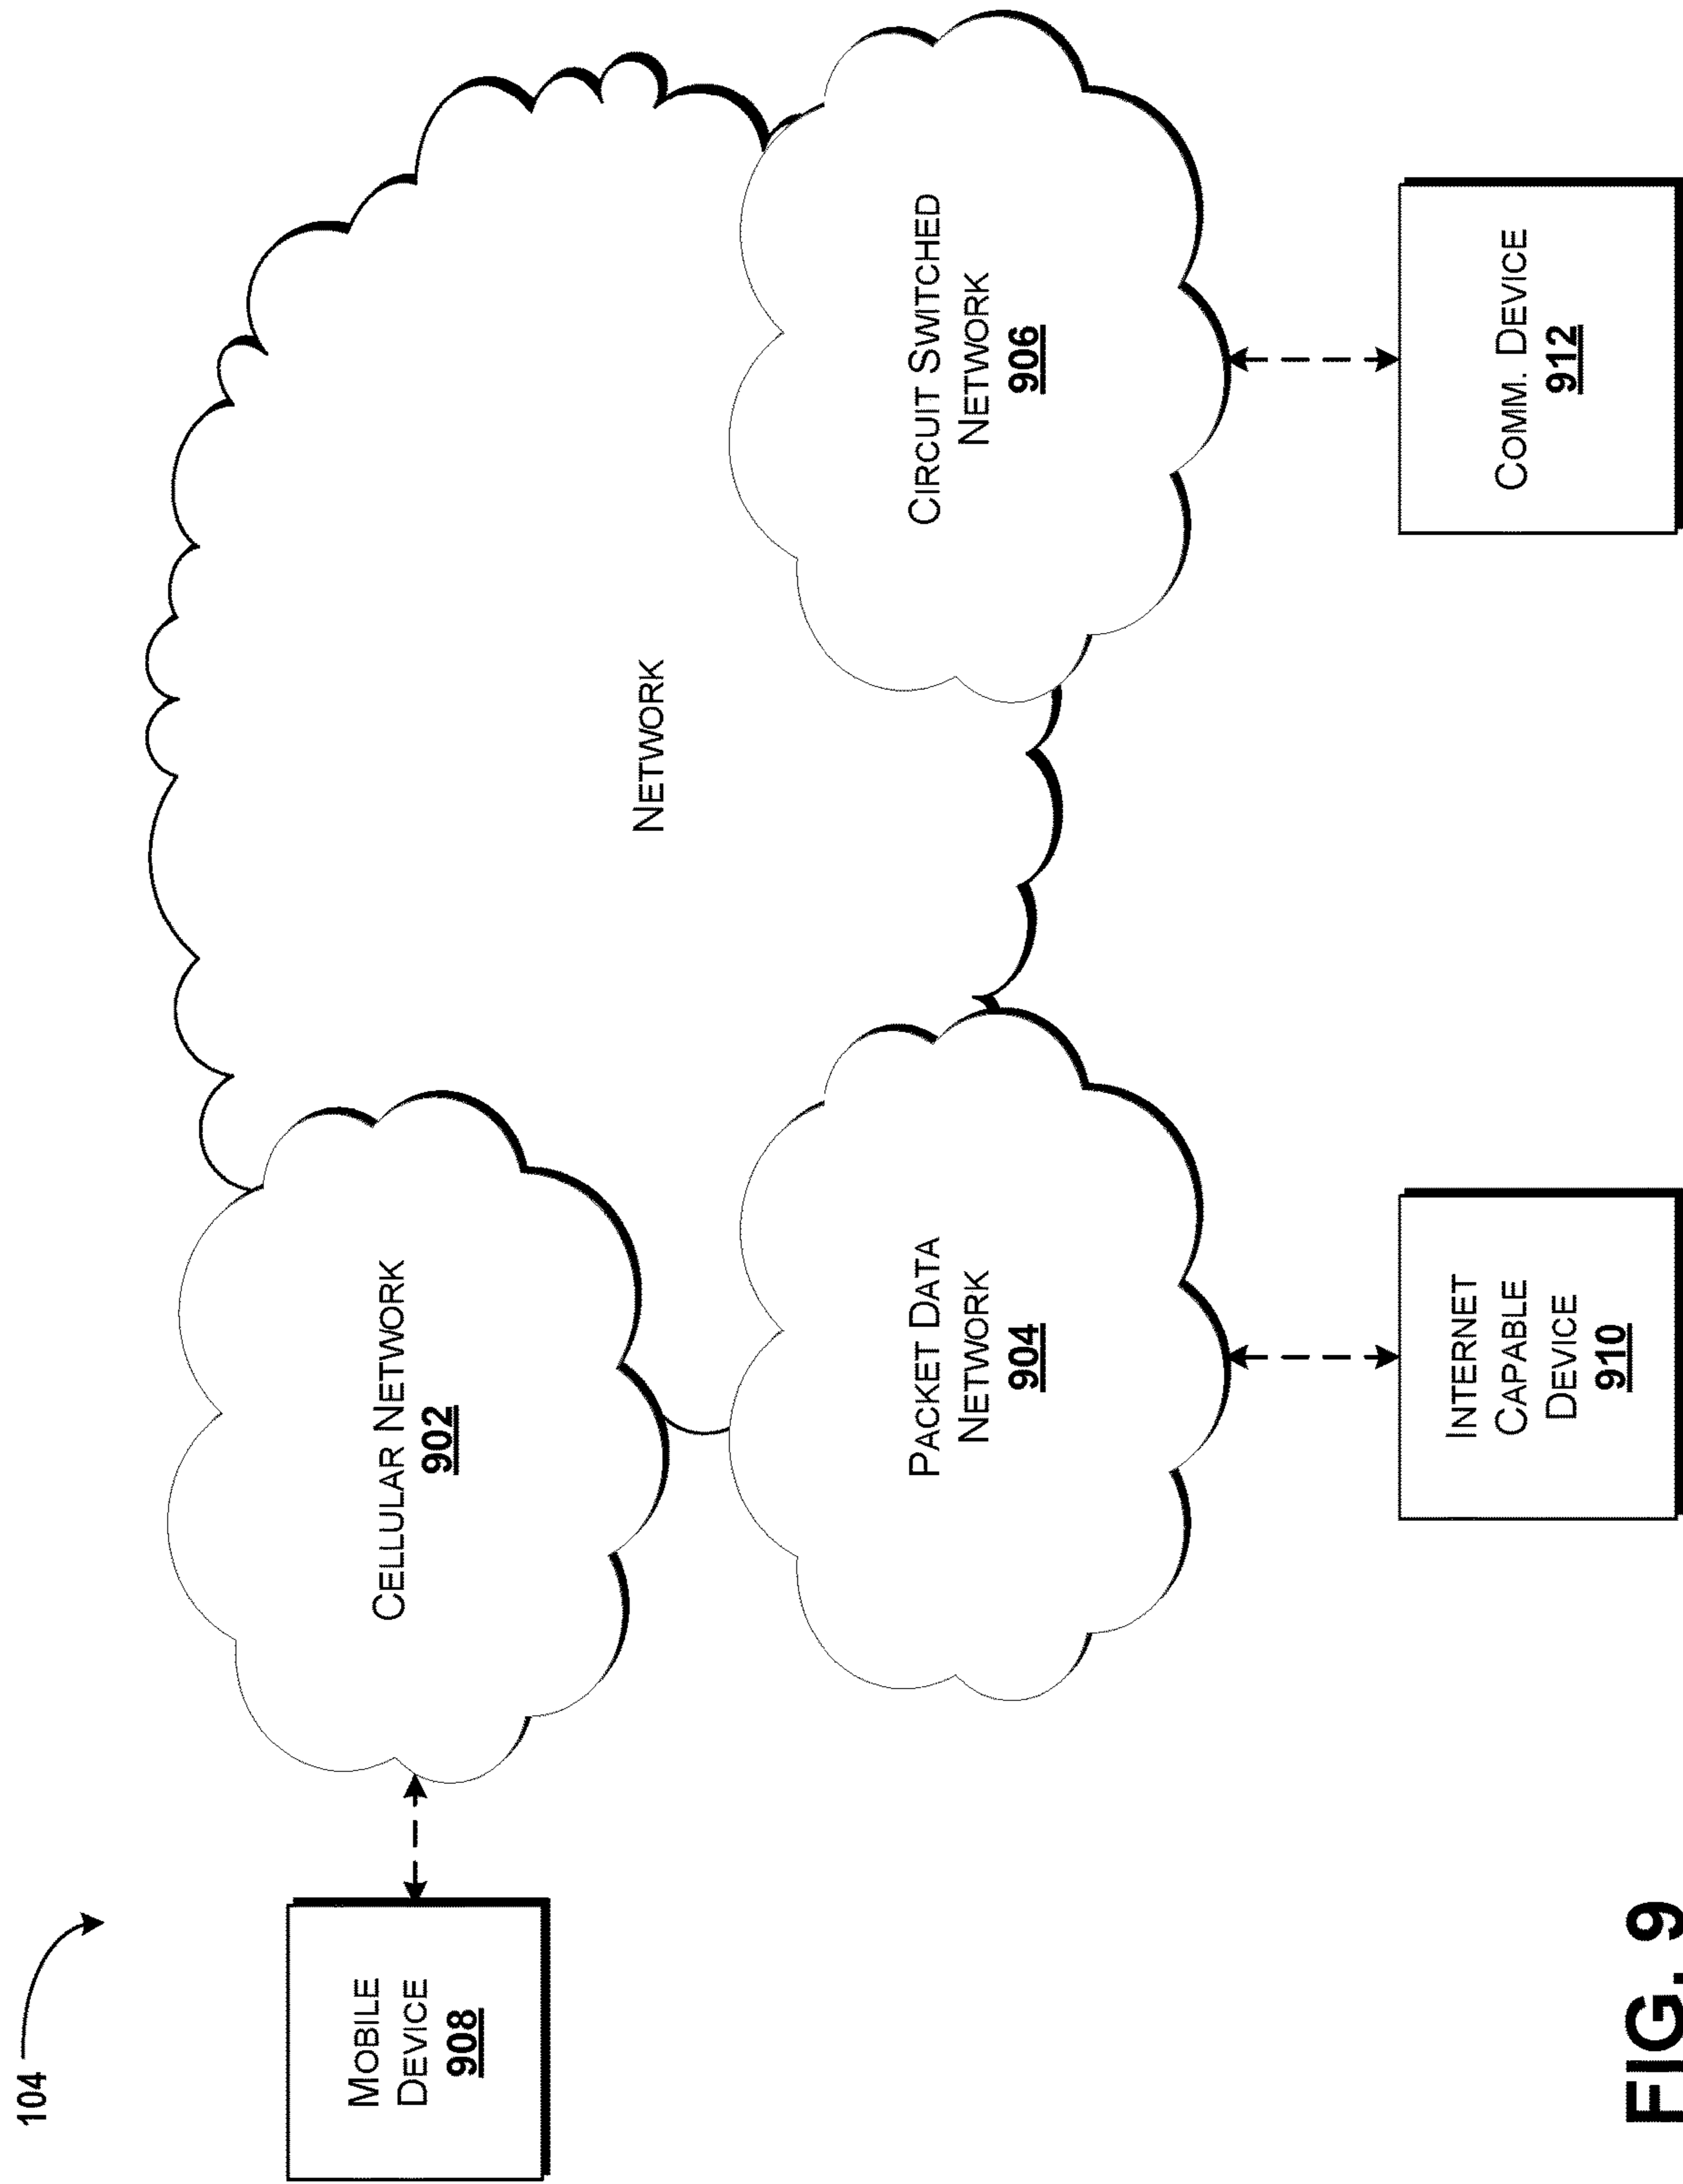 104
MOBILE
DEVICE
908
CELLULAR NETWORK
902
NETWORK
PACKET DATA
NETWORK
904
CIRCUIT SWITCHED
NETWORK
906
INTERNET
CAPABLE
DEVICE
910
COMM. DEVICE
912
FIG. 9